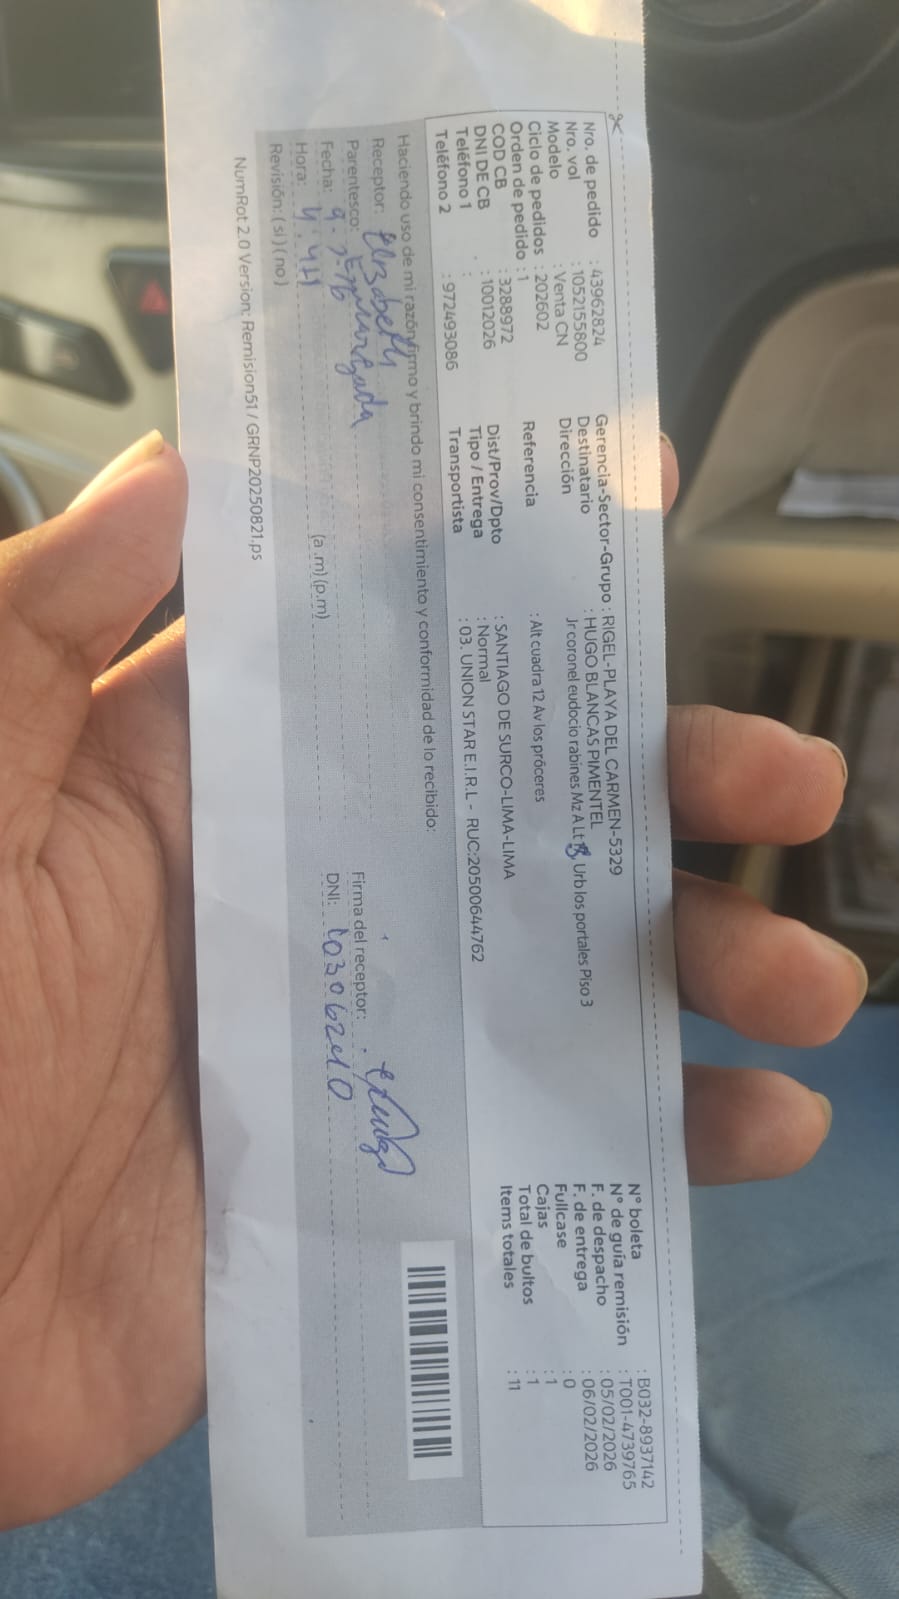 Nro. de pedido : 43962824
Nro. vol : 1052155800
Modelo : Venta CN
Ciclo de pedidos : 202602
Orden de pedido : 1
COD CB : 3288972
DNI DE CB : 10012026
Teléfono 1 :
Teléfono 2 : 972493086
Gerencia-Sector-Grupo : RIGEL-PLAYA DEL CARMEN-5329
Destinatario : HUGO BLANCAS PIMENTEL
Dirección Jr coronel eudocio rabines Mz A Lt Urb los portales Piso 3
Referencia : Alt cuadra 12 Av los próceres
Dist/Prov/Dpto : SANTIAGO DE SURCO-LIMA-LIMA
Tipo / Entrega : Normal
Transportista : 03. UNION STAR E.I.R.L - RUC:20500644762
N° boleta : B032-8937142
N° de guía remisión : T001-4739765
F. de despacho : 05/02/2026
F. de entrega : 06/02/2026
Fullcase : 0
Cajas : 1
Total de bultos : 1
Items totales : 11
Haciendo uso de mi razón firmo y brindo mi consentimiento y conformidad de lo recibido:
Receptor: Elizabeth
Parentesco:
Fecha:
Hora: (a.m) (p.m)
Revisión: (si) (no)
Firma del receptor:
DNI:
NumRot 2.0 Version: Remision51 / GRNP20250821.ps